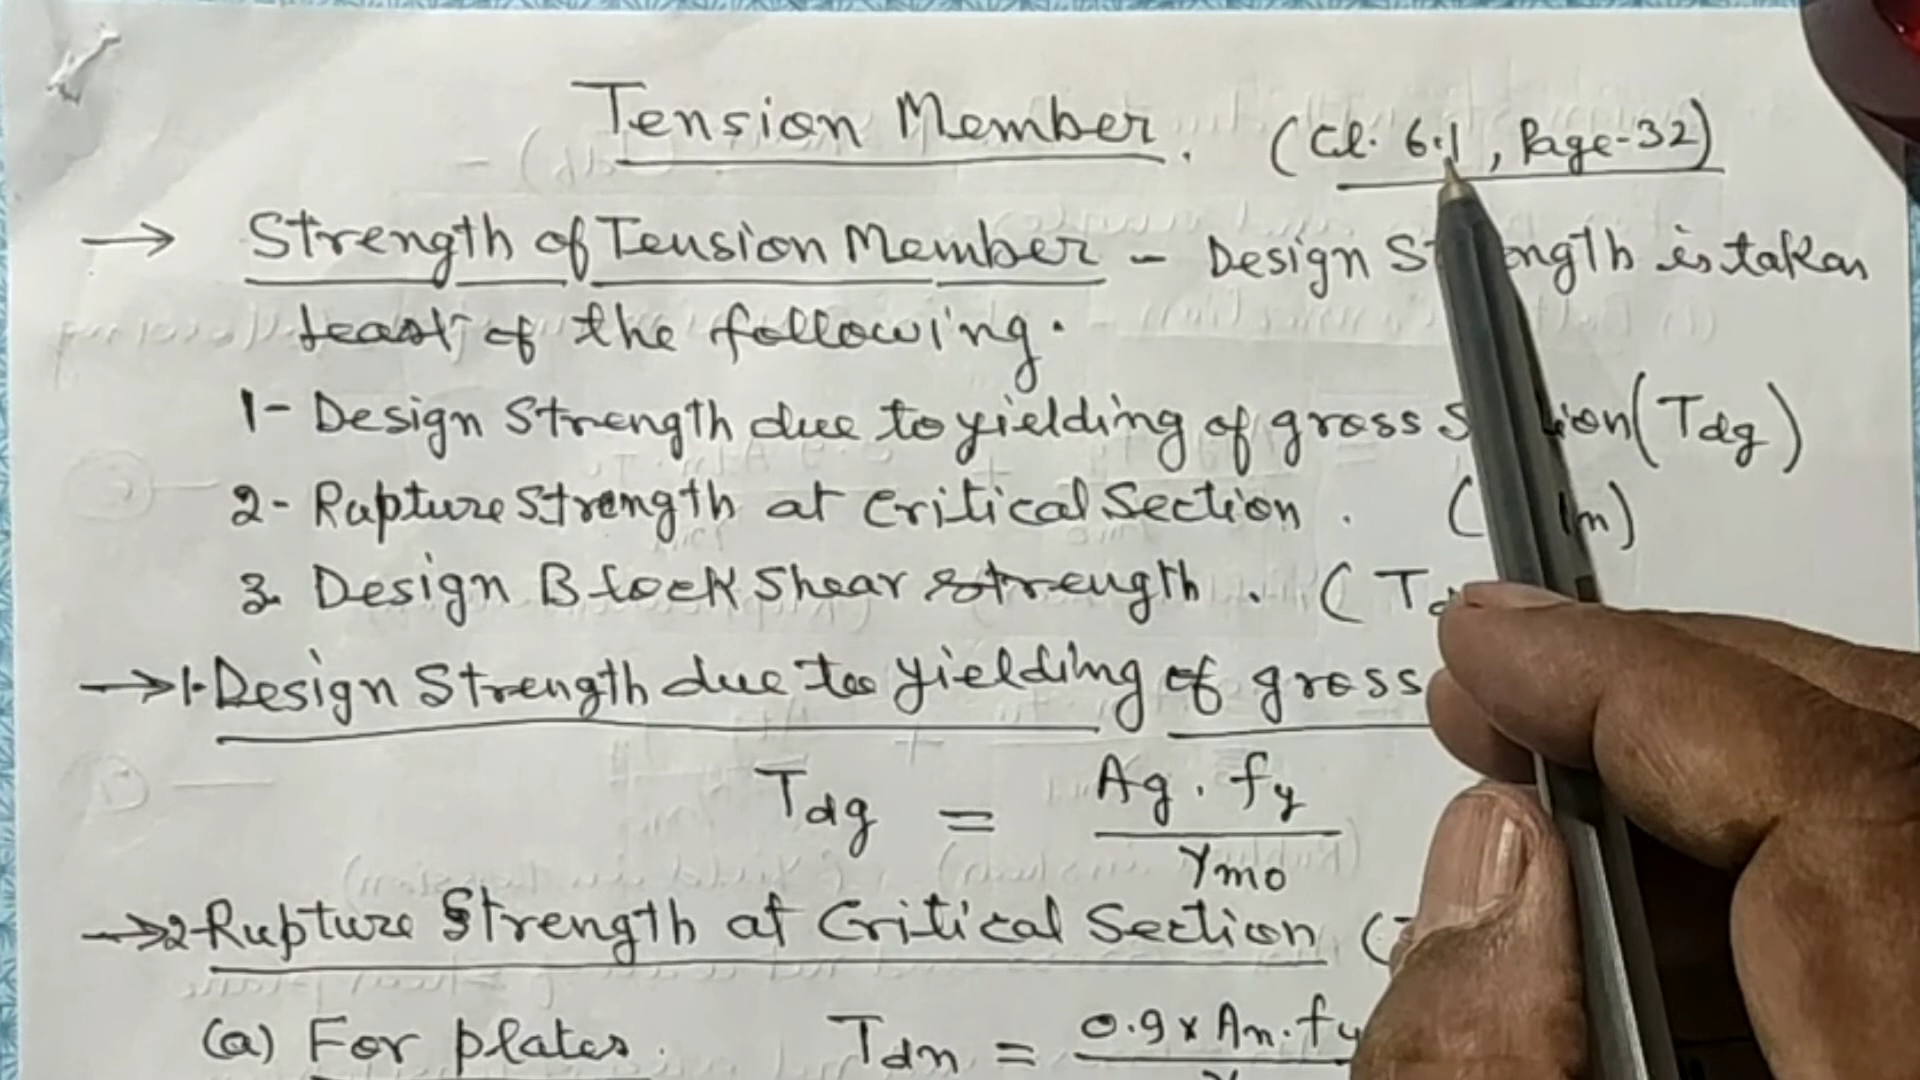 Tension Member. (Cl. 6.1, Page-32)
→ Strength of Tension Member - Design is taken
least of the following.
1- Design Strength due to yielding of gross (Tdg)
2- Rupture Strength at Critical Section.
3. Design Block Shear strength.
→1. Design Strength due to yielding of gross
Tdg = Ag . fy
γmo
→2- Rupture Strength at Critical Section
(a) For plates. Tdn = 0.9 x An.